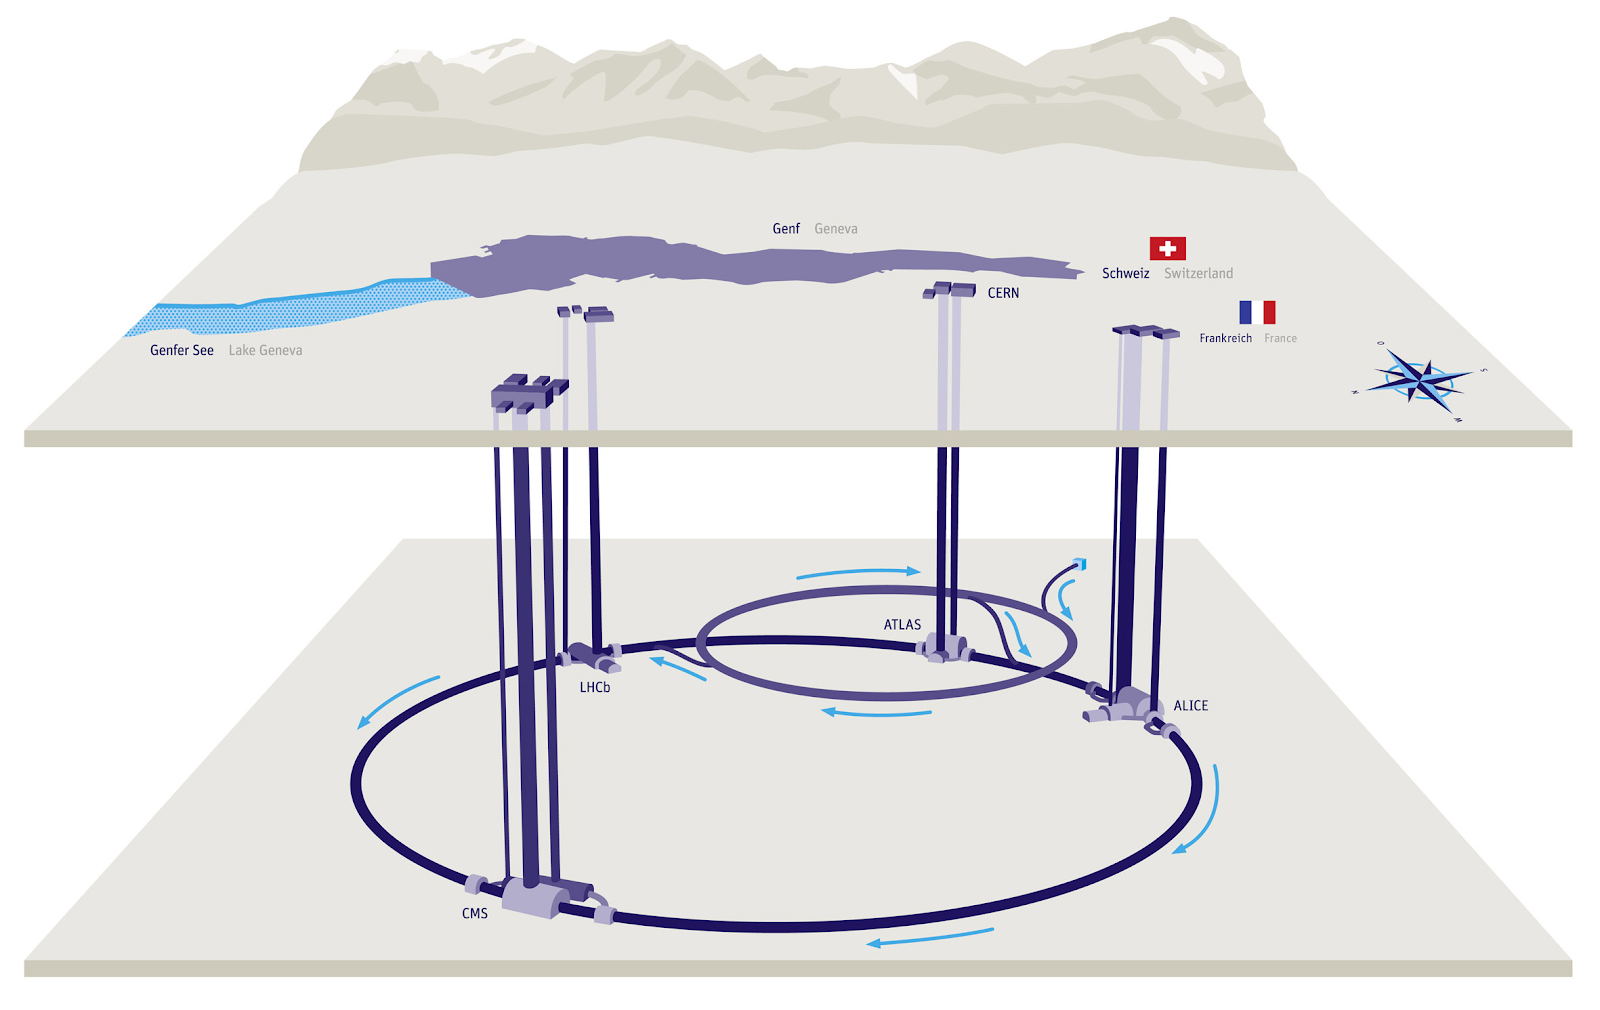 Genf Geneva
Schweiz Switzerland
CERN
Frankreich France
Genfer See Lake Geneva
O
S
N
W
ATLAS
LHCb
ALICE
CMS